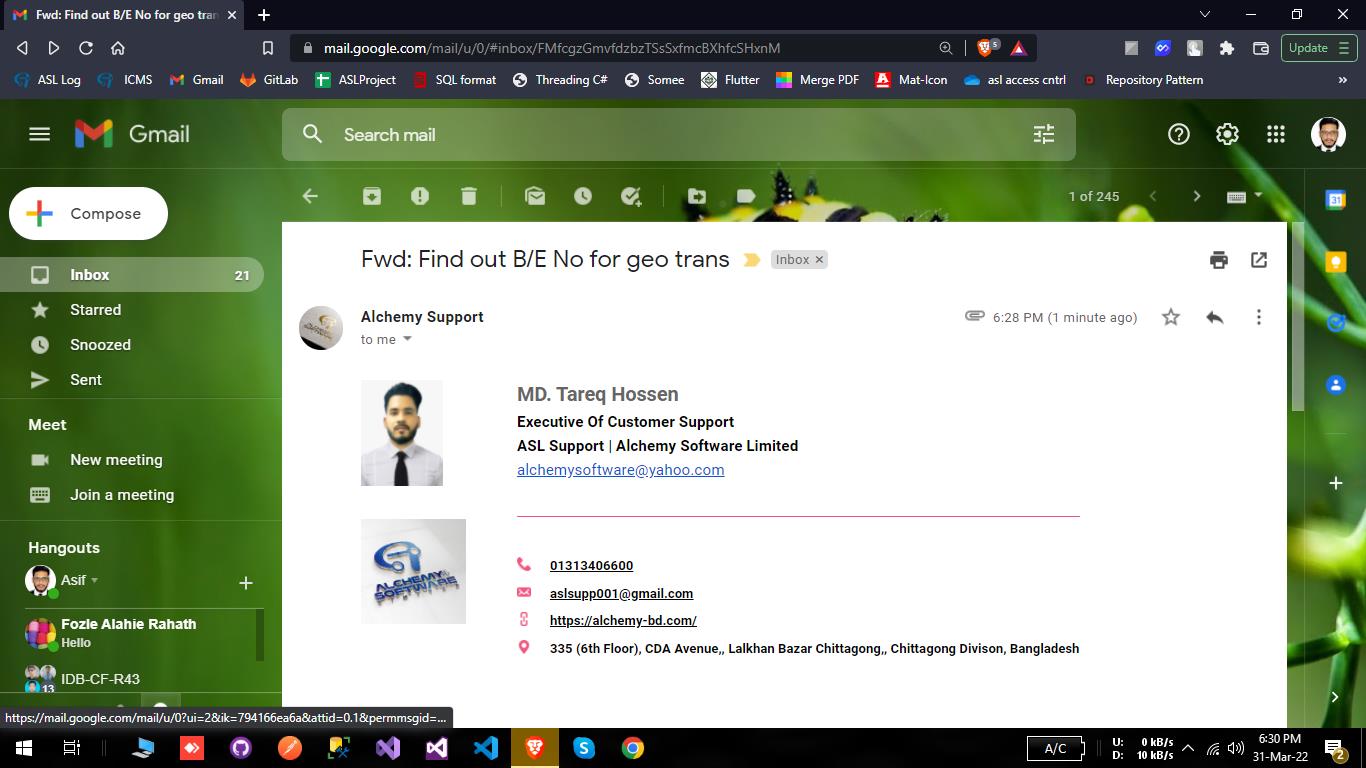 Fwd: Find out B/E No for geo tran
mail.google.com/mail/u/0/#inbox/FMfcgzGmvfdzbzTSsSxfmcBXhfcSHxnM
5
Update
ASL Log
ICMS
Gmail
GitLab
ASLProject
SQL format
Threading C#
Somee
Flutter
Merge PDF
Mat-Icon
asl access cntrl
Repository Pattern
»
Gmail
Search mail
Compose
1 of 245
31
Inbox 21
Starred
Snoozed
Sent
Meet
New meeting
Join a meeting
Hangouts
Asif
Fozle Alahie Rahath
Hello
IDB-CF-R43
13
Fwd: Find out B/E No for geo trans
Inbox ×
Alchemy Support
6:28 PM (1 minute ago)
to me
MD. Tareq Hossen
Executive Of Customer Support
ASL Support | Alchemy Software Limited
alchemysoftware@yahoo.com
ALCHEMY
SOFTWARE
01313406600
aslsupp001@gmail.com
https://alchemy-bd.com/
335 (6th Floor), CDA Avenue,, Lalkhan Bazar Chittagong,, Chittagong Divison, Bangladesh
https://mail.google.com/mail/u/0?ui=2&ik=794166ea6a&attid=0.1&permmsgid=...
A/C
U: 0 kB/s
D: 10 kB/s
6:30 PM
31-Mar-22
2